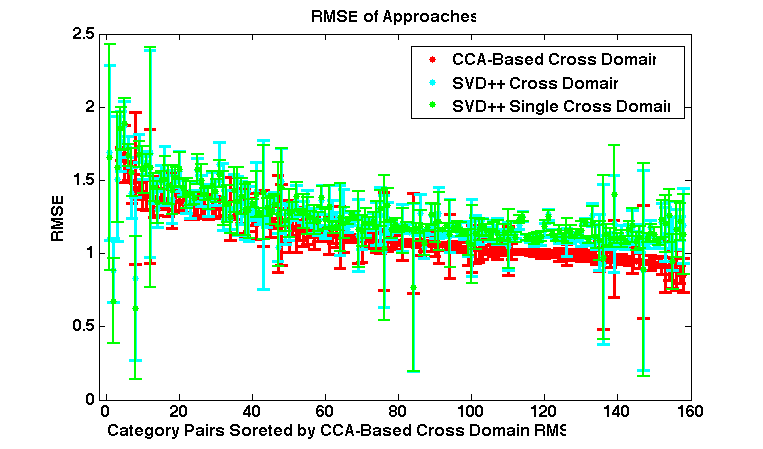 RMSE of Approaches
2.5
2
1.5
1
0.5
0
RMSE
CCA-Based Cross Domain
SVD++ Cross Domain
SVD++ Single Cross Domain
0 20 40 60 80 100 120 140 160
Category Pairs Soreted by CCA-Based Cross Domain RMS